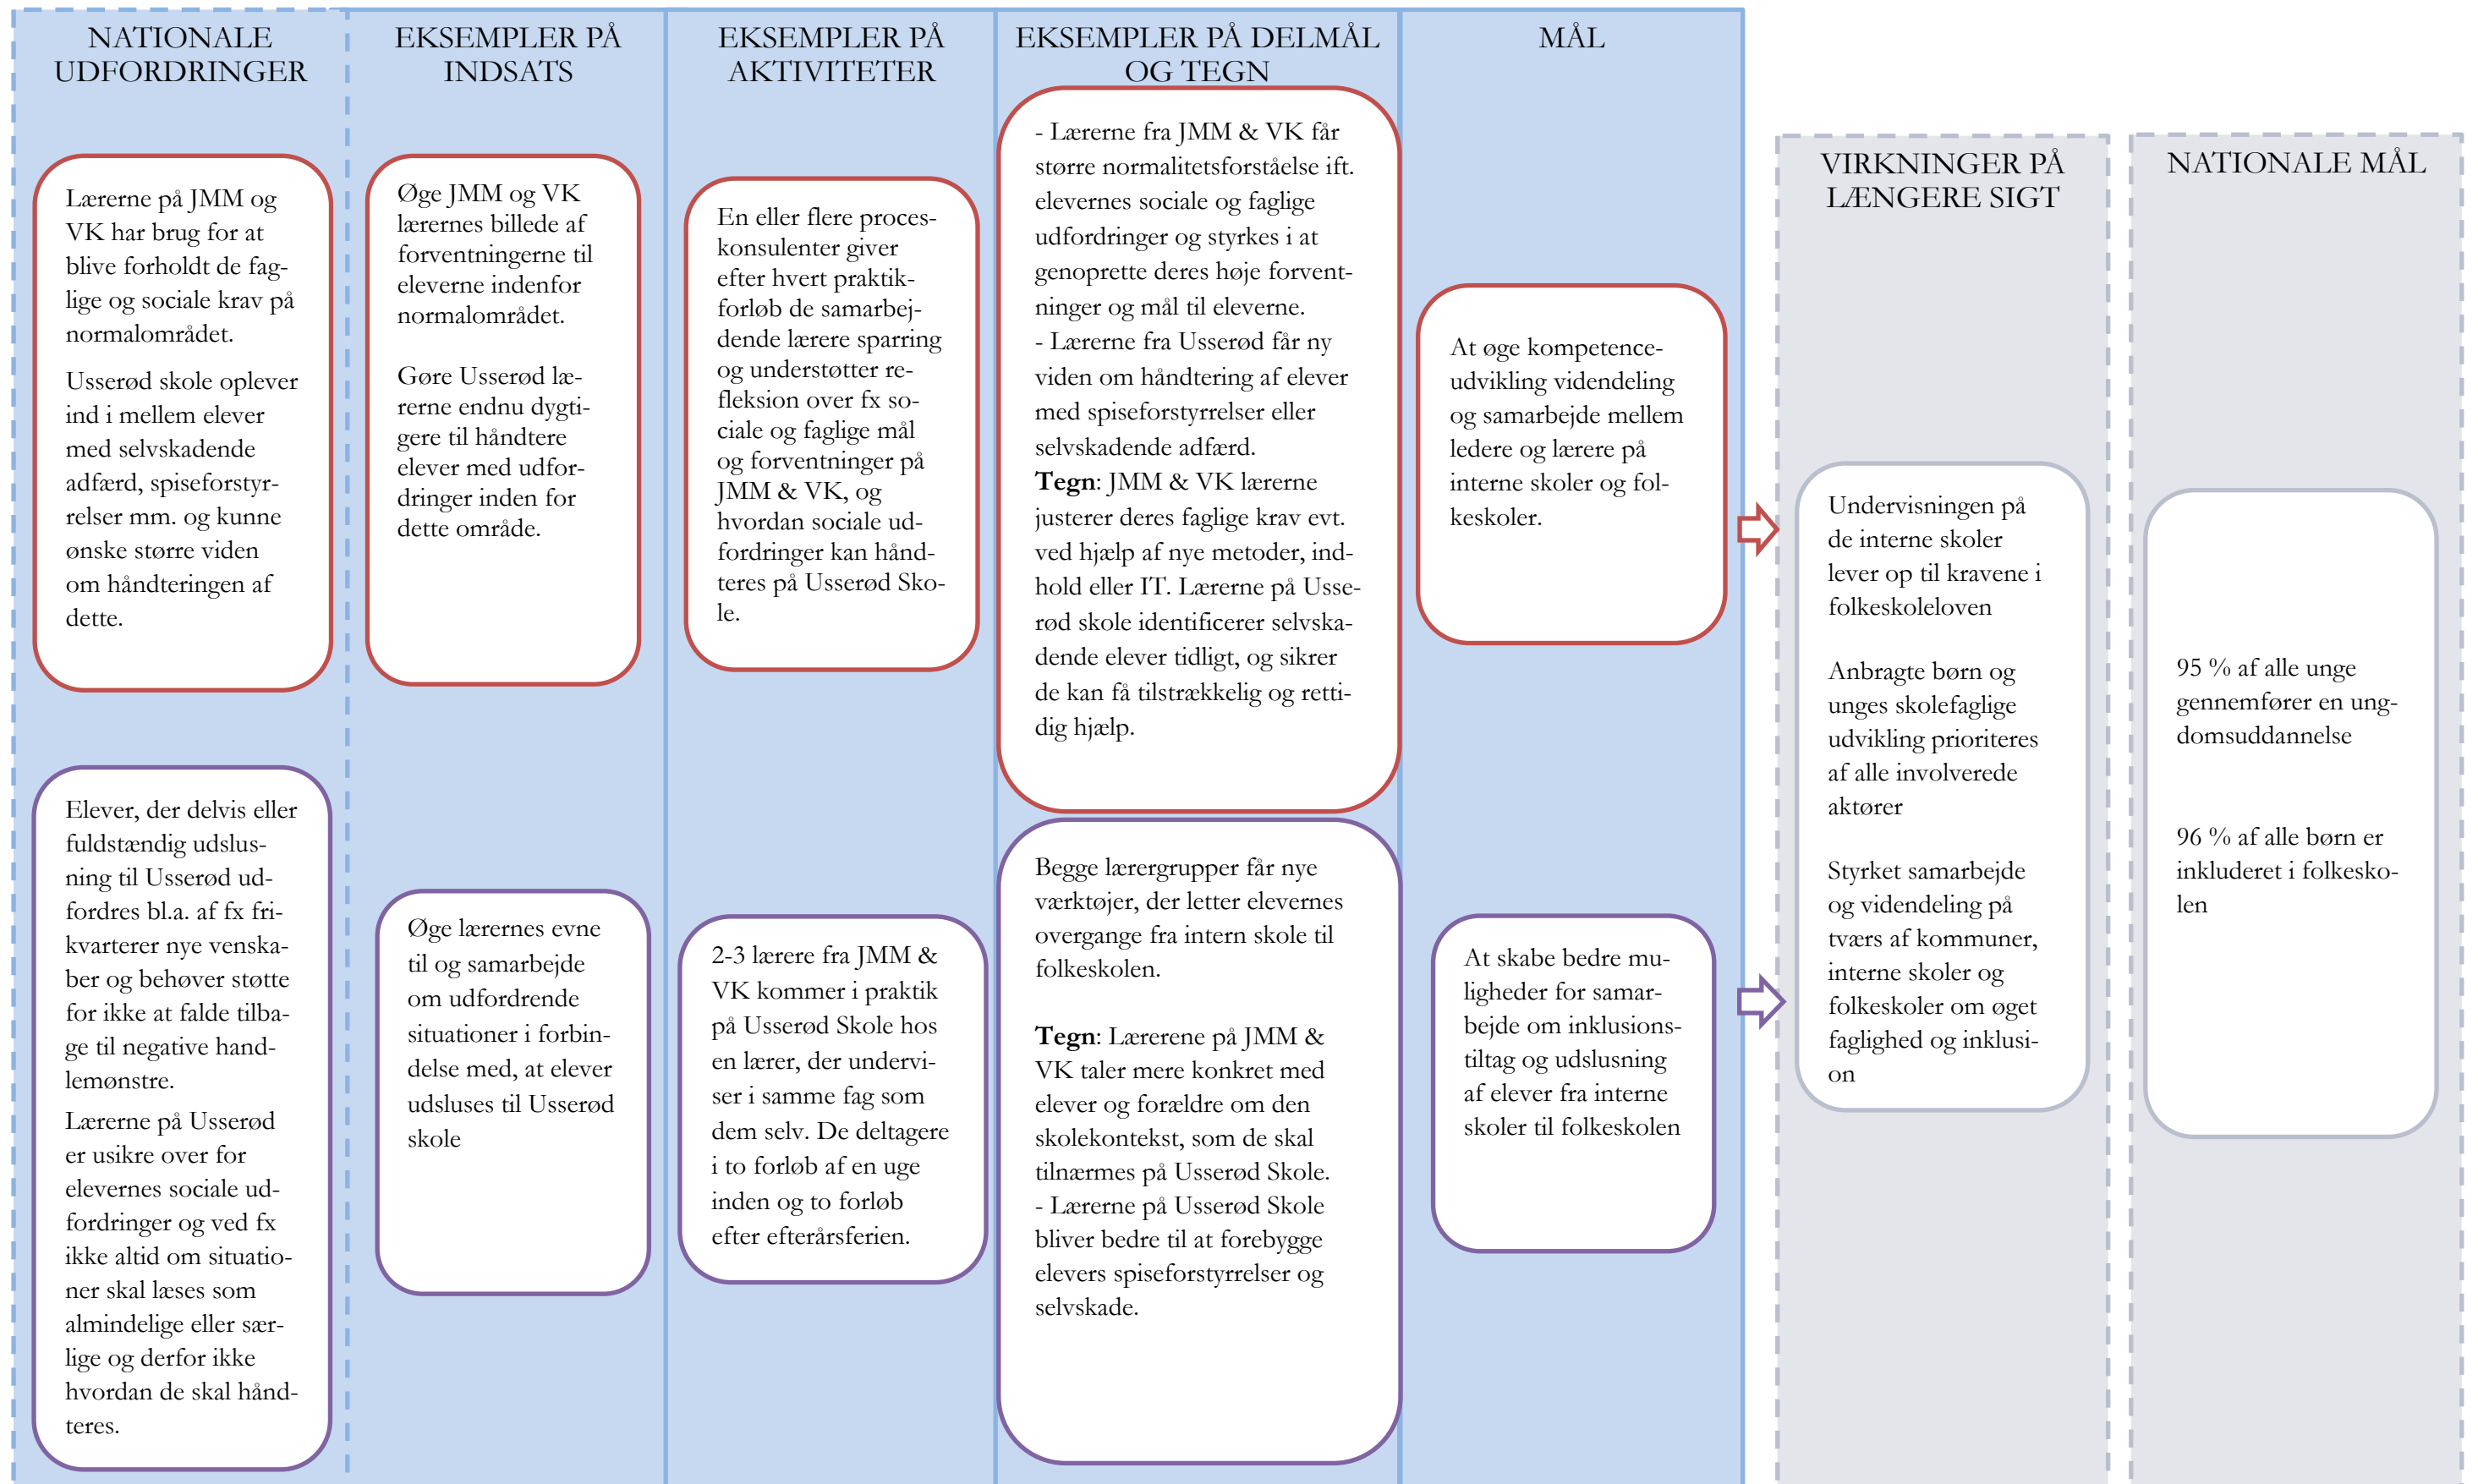 NATIONALE
UDFORDRINGER
Lærerne på JMM og
VK har brug for at
blive forholdt de fag-
lige og sociale krav på
normalområdet.
Usserød skole oplever
ind i mellem elever
med selvskadende
adfærd, spiseforstyr-
relser mm. og kunne
ønske større viden
om håndteringen af
dette.
Elever, der delvis eller
fuldstændig udslus-
ning til Usserød ud-
fordres bl.a. af fx fri-
kvarterer nye venska-
ber og behøver støtte
for ikke at falde tilba-
ge til negative hand-
lemønstre.
Lærerne på Usserød
er usikre over for
elevernes sociale ud-
fordringer og ved fx
ikke altid om situatio-
ner skal læses som
almindelige eller sær-
lige og derfor ikke
hvordan de skal hånd-
teres.
EKSEMPLER PÅ
INDSATS
Øge JMM og VK
lærernes billede af
forventningerne til
eleverne indenfor
normalområdet.
Gøre Usserød læ-
rerne endnu dygti-
gere til håndtere
elever med udfor-
dringer inden for
dette område.
Øge lærernes evne
til og samarbejde
om udfordrende
situationer i forbin-
delse med, at elever
udsluses til Usserød
skole
EKSEMPLER PÅ
AKTIVITETER
En eller flere proces-
konsulenter giver
efter hvert praktik-
forløb de samarbej-
dende lærere sparring
og understøtter re-
fleksion over fx so-
ciale og faglige mål
og forventninger på
JMM & VK, og
hvordan sociale ud-
fordringer kan hånd-
teres på Usserød Sko-
le.
2-3 lærere fra JMM &
VK kommer i praktik
på Usserød Skole hos
en lærer, der undervi-
ser i samme fag som
dem selv. De deltagere
i to forløb af en uge
inden og to forløb
efter efterårsferien.
EKSEMPLER PÅ DELMÅL
OG TEGN
- Lærerne fra JMM & VK får
større normalitetsforståelse ift.
elevernes sociale og faglige
udfordringer og styrkes i at
genoprette deres høje forvent-
ninger og mål til eleverne.
- Lærerne fra Usserød får ny
viden om håndtering af elever
med spiseforstyrrelser eller
selvskadende adfærd.
Tegn: JMM & VK lærerne
justerer deres faglige krav evt.
ved hjælp af nye metoder, ind-
hold eller IT. Lærerne på Usse-
rød skole identificerer selvska-
dende elever tidligt, og sikrer
de kan få tilstrækkelig og retti-
dig hjælp.
Begge lærergrupper får nye
værktøjer, der letter elevernes
overgange fra intern skole til
folkeskolen.
Tegn: Lærerene på JMM &
VK taler mere konkret med
elever og forældre om den
skolekontekst, som de skal
tilnærmes på Usserød Skole.
- Lærerne på Usserød Skole
bliver bedre til at forebygge
elevers spiseforstyrrelser og
selvskade.
MÅL
At øge kompetence-
udvikling videndeling
og samarbejde mellem
ledere og lærere på
interne skoler og fol-
keskoler.
At skabe bedre mu-
ligheder for samar-
bejde om inklusions-
tiltag og udslusning
af elever fra interne
skoler til folkeskolen
VIRKNINGER PÅ
LÆNGERE SIGT
Undervisningen på
de interne skoler
lever op til kravene i
folkeskoleloven
Anbragte børn og
unges skolefaglige
udvikling prioriteres
af alle involverede
aktører
Styrket samarbejde
og videndeling på
tværs af kommuner,
interne skoler og
folkeskoler om øget
faglighed og inklusi-
on
NATIONALE MÅL
95 % af alle unge
gennemfører en ung-
domsuddannelse
96 % af alle børn er
inkluderet i folkesko-
len